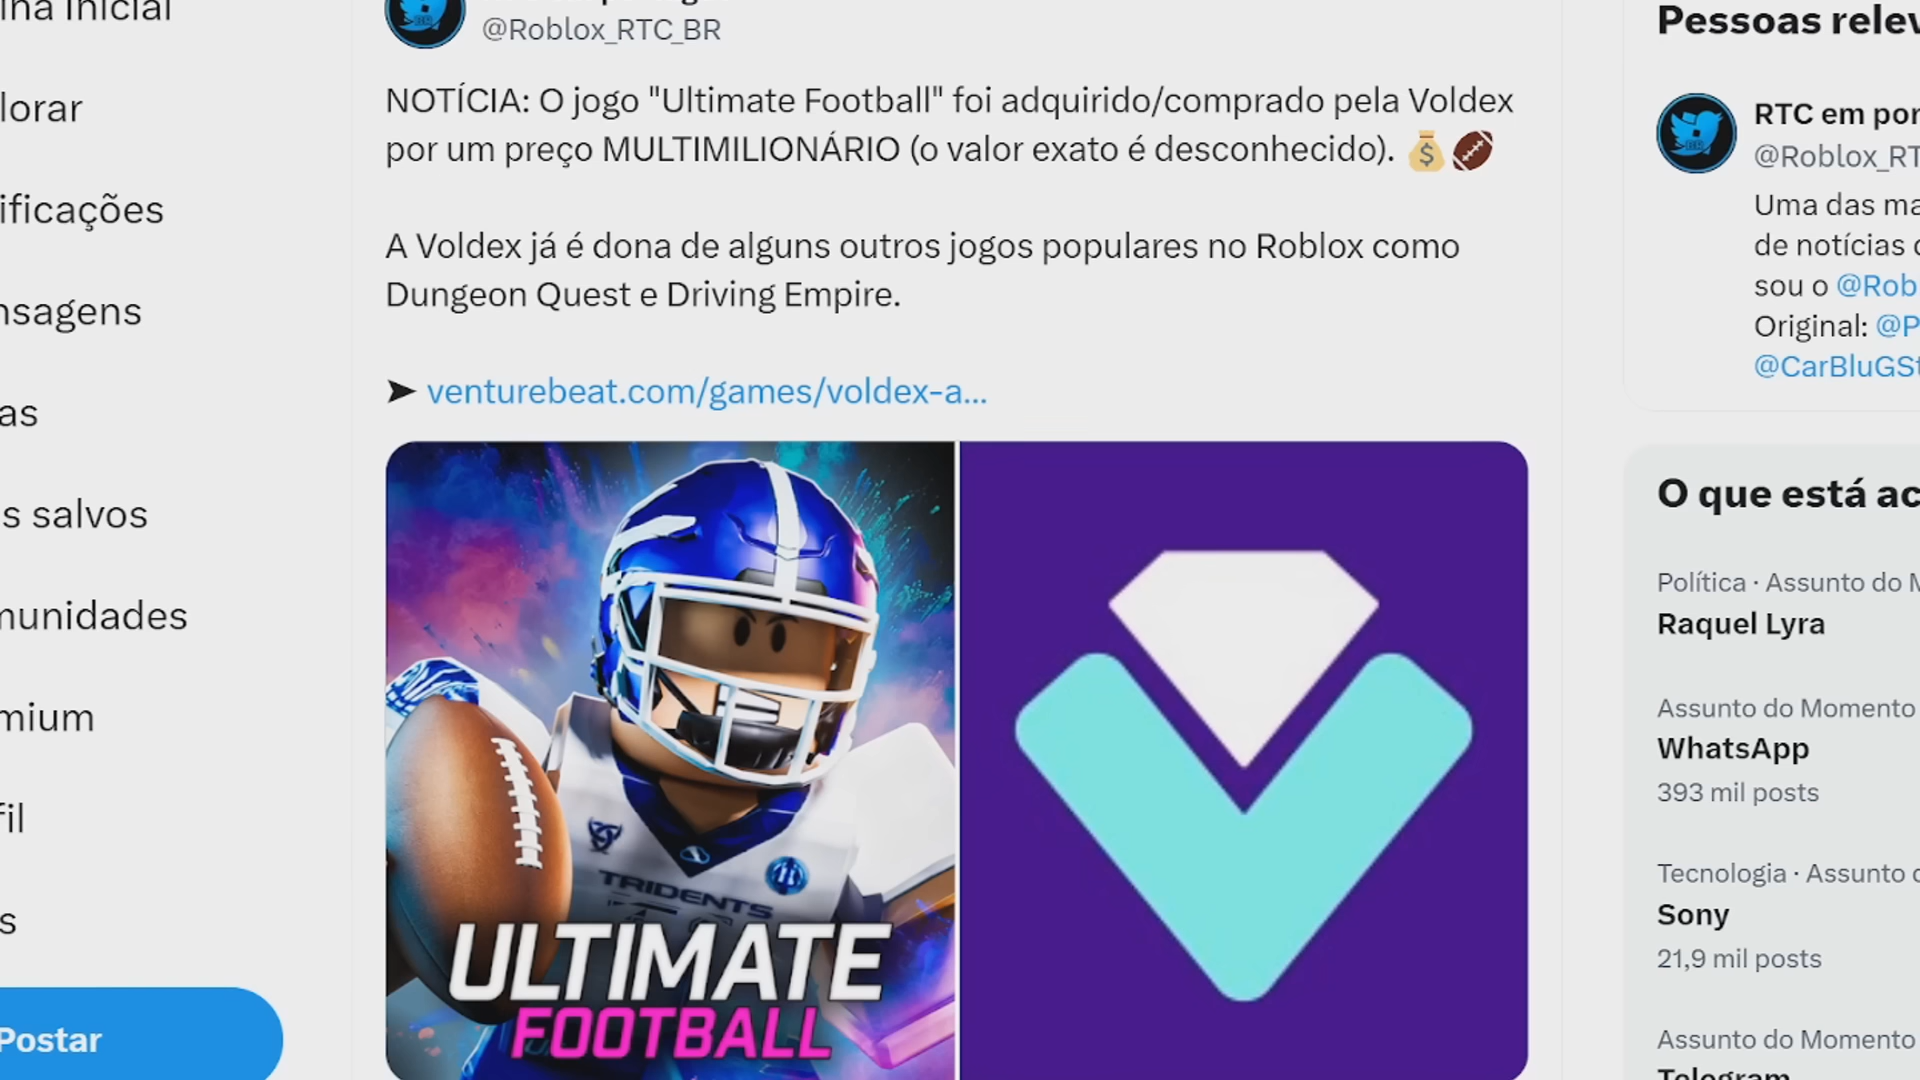 ina Inicial
lorar
ificações
nsagens
as
s salvos
munidades
mium
fil
s
Postar
@Roblox_RTC_BR
NOTÍCIA: O jogo "Ultimate Football" foi adquirido/comprado pela Voldex
por um preço MULTIMILIONÁRIO (o valor exato é desconhecido). 💰🏈
A Voldex já é dona de alguns outros jogos populares no Roblox como
Dungeon Quest e Driving Empire.
➤ venturebeat.com/games/voldex-a...
TRIDENTS
ULTIMATE
FOOTBALL
Pessoas relev
BR
RTC em por
@Roblox_RT
Uma das ma
de notícias
sou o @Rob
Original: @P
@CarBluGSt
O que está ac
Política · Assunto do M
Raquel Lyra
Assunto do Momento
WhatsApp
393 mil posts
Tecnologia · Assunto
Sony
21,9 mil posts
Assunto do Momento
Telegram